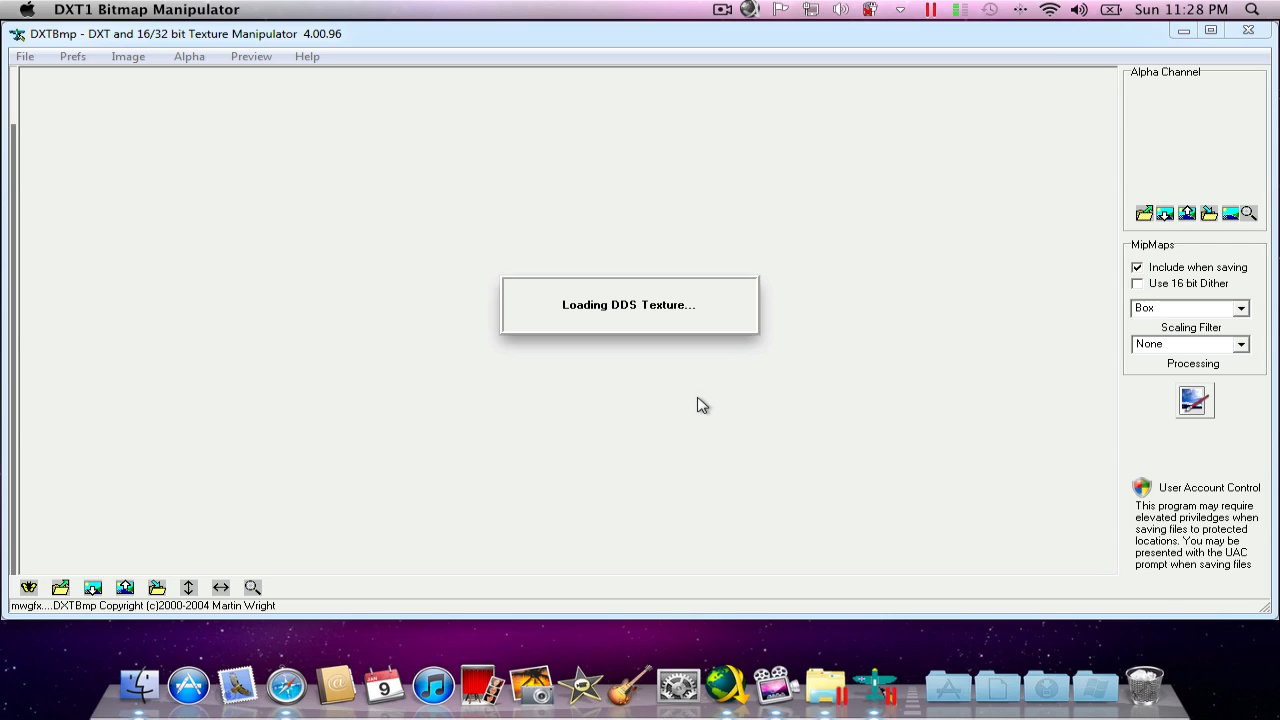 DXT1 Bitmap Manipulator
Sun 11:28 PM
DXTBmp - DXT and 16/32 bit Texture Manipulator 4.00.96
File Prefs Image Alpha Preview Help
Alpha Channel
MipMaps
Include when saving
Use 16 bit Dither
Box
Scaling Filter
None
Processing
Loading DDS Texture...
User Account Control
This program may require
elevated priviledges when
saving files to protected
locations. You may be
presented with the UAC
prompt when saving files
mwgfx....DXTBmp Copyright (c)2000-2004 Martin Wright
9